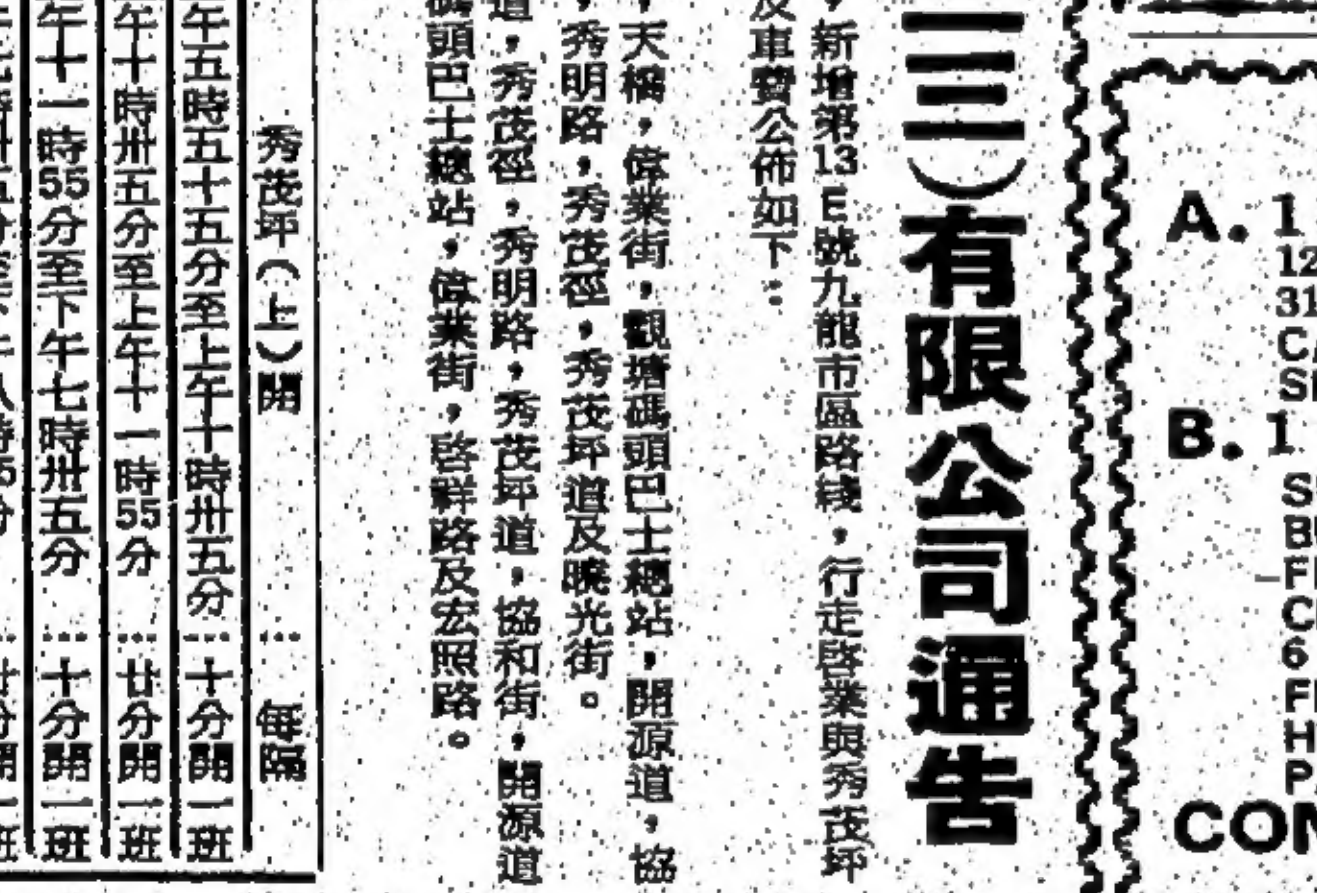 一三）有限公司通告
，新增第13E號九龍市區路綫，行走啓業與秀茂坪
及車費公佈如下：
，天橋，偉業街，觀塘碼頭巴士總站，開源道，協
，秀明路，秀茂徑，秀茂坪道及曉光街。
道，秀茂徑，秀明路，秀茂坪道，協和街，開源道
碼頭巴士總站，偉業街，啓祥路及宏照路。
秀茂坪（上）開 每隔
午五時五十五分至上午十時卅五分…十分開一班
午十時卅五分至上午十一時55分…廿分開一班
午十一時55分至下午七時卅五分…十分開一班
A. 1
12
31
B. 1
6